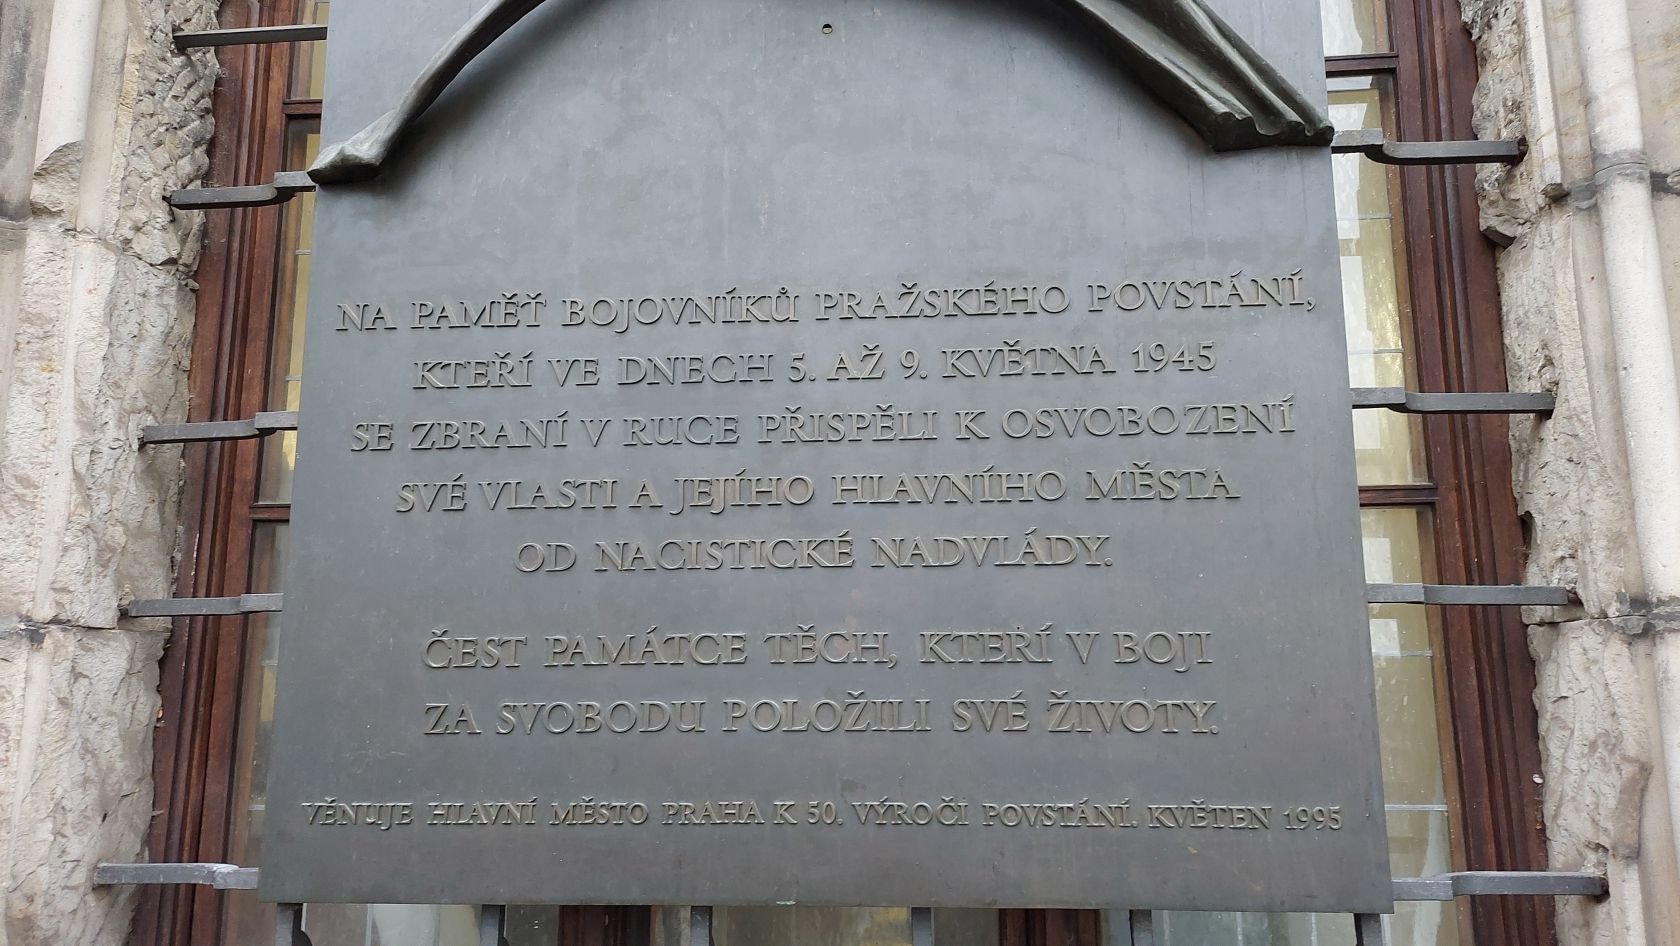 NA PAMĚŤ BOJOVNÍKŮ PRAŽSKÉHO POVSTÁNÍ,
KTEŘÍ VE DNECH 5. AŽ 9. KVĚTNA 1945
SE ZBRANÍ V RUCE PŘISPĚLI K OSVOBOZENÍ
SVÉ VLASTI A JEJÍHO HLAVNÍHO MĚSTA
OD NACISTICKÉ NADVLÁDY.
ČEST PAMÁTCE TĚCH, KTEŘÍ V BOJI
ZA SVOBODU POLOŽILI SVÉ ŽIVOTY.
VĚNUJE HLAVNÍ MĚSTO PRAHA K 50. VÝROČÍ POVSTÁNÍ. KVĚTEN 1995